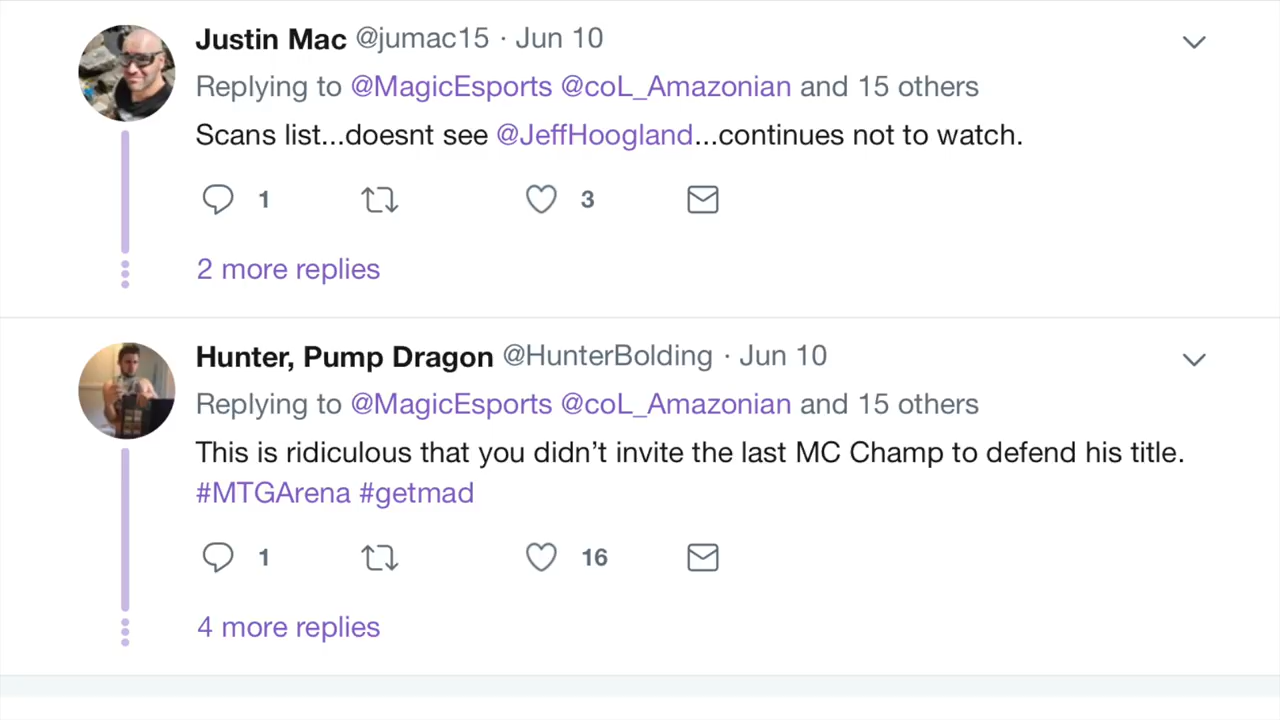 Justin Mac @jumac15 · Jun 10
Replying to @MagicEsports @coL_Amazonian and 15 others
Scans list...doesnt see @JeffHoogland...continues not to watch.
1 3
2 more replies
Hunter, Pump Dragon @HunterBolding · Jun 10
Replying to @MagicEsports @coL_Amazonian and 15 others
This is ridiculous that you didn’t invite the last MC Champ to defend his title.
#MTGArena #getmad
1 16
4 more replies